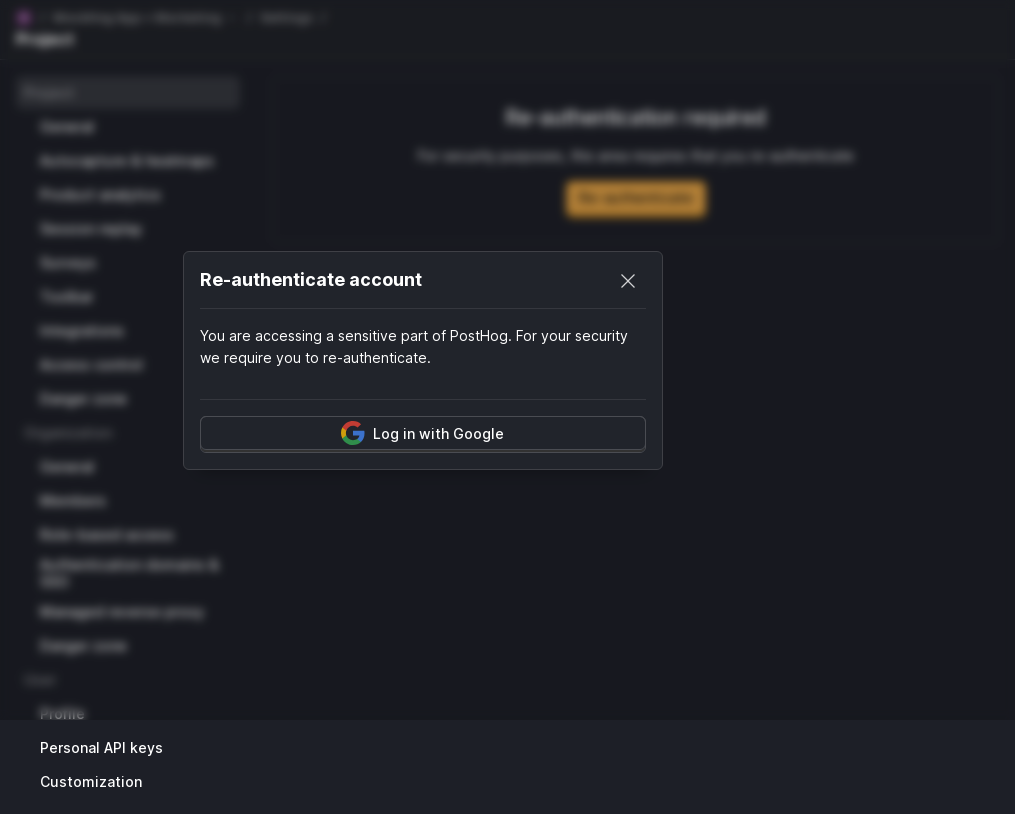 Settings
Project
Project
Re-authentication required
General
Autocapture & heatmaps
For security purposes, this area requires that you re-authenticate
Product analytics
Re-authenticate
Session replay
Surveys
Toolbar
Integrations
Access control
Danger zone
Re-authenticate account
You are accessing a sensitive part of PostHog. For your security
we require you to re-authenticate.
Log in with Google
Organization
General
Members
Role-based access
Authentication domains &
SSO
Managed reverse proxy
Danger zone
User
Profile
Personal API keys
Customization